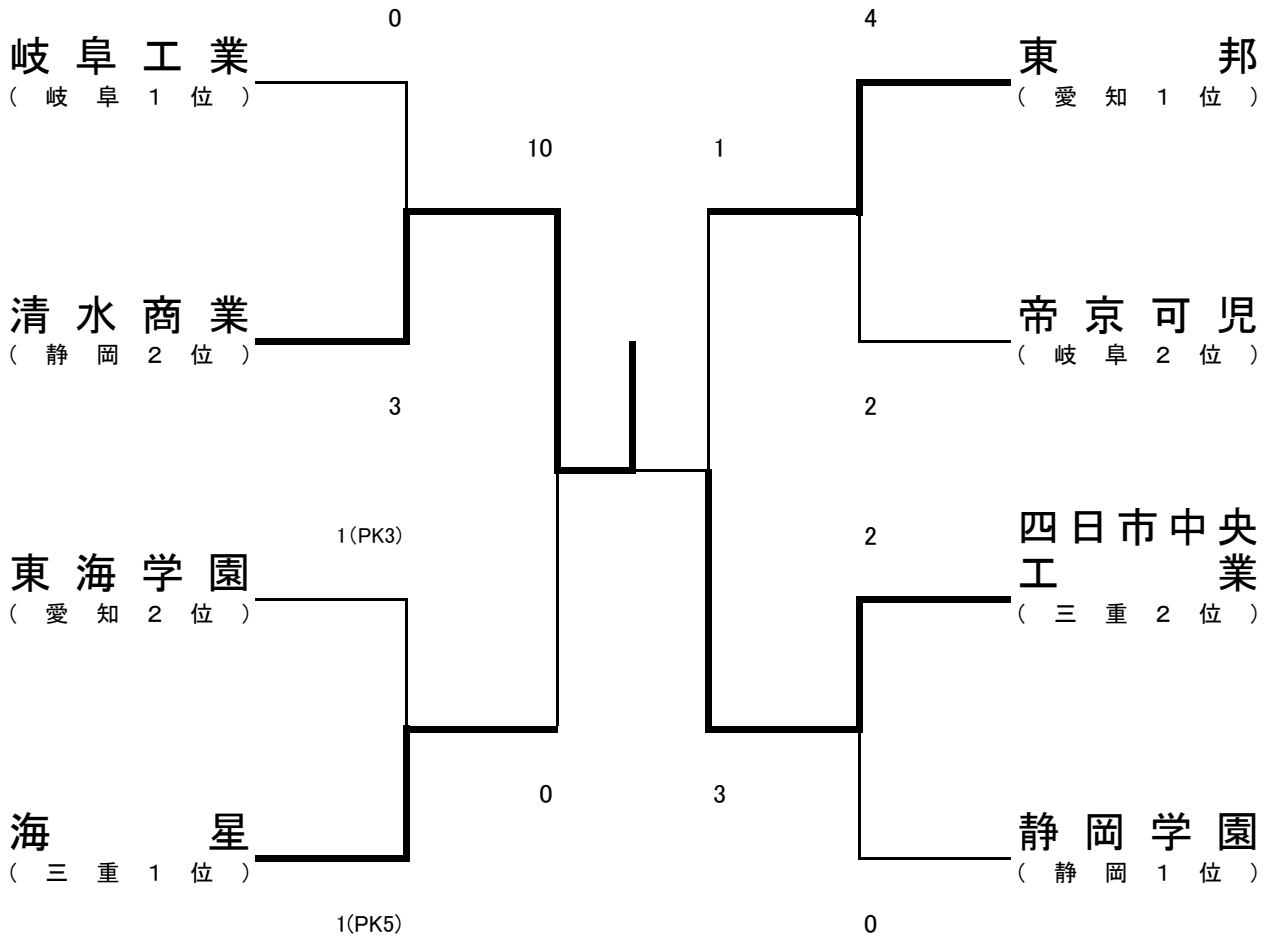 0
4
岐阜工業
(岐阜1位)
東邦
(愛知1位)
10
1
清水商業
(静岡2位)
帝京可児
(岐阜2位)
3
2
1(PK3)
2
東海学園
(愛知2位)
四日市中央
工業
(三重2位)
0
3
海星
(三重1位)
静岡学園
(静岡1位)
1(PK5)
0